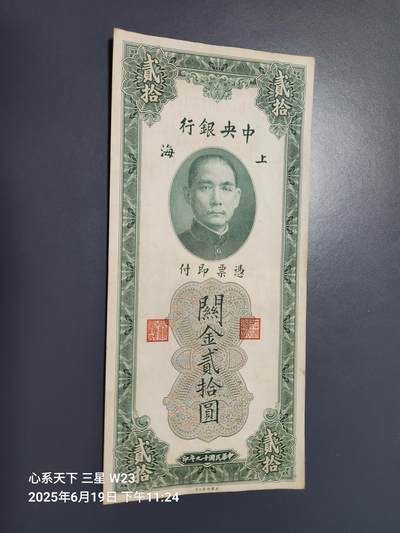 貳拾 貳拾
中央銀行
上海
憑票即付
關金貳拾圓
貳拾 貳拾
中華民國十九年印
心系天下 三星 W23
2025年6月19日 下午11:24